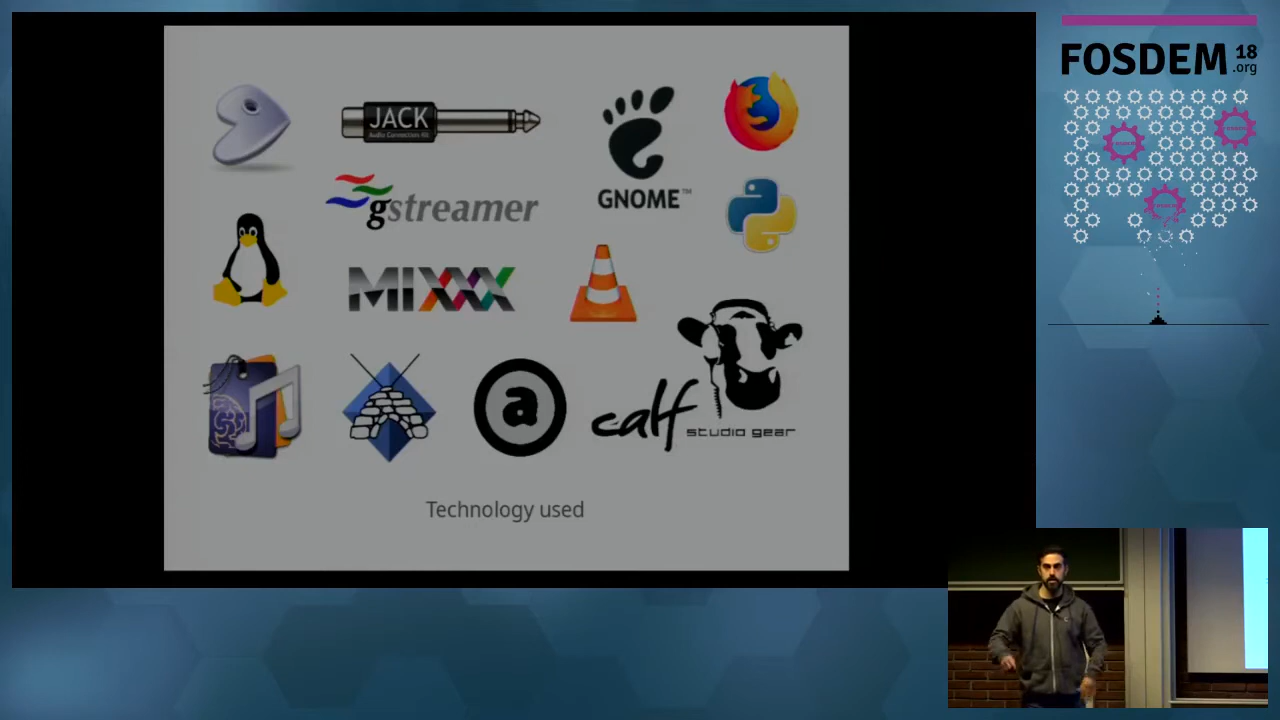 JACK
Audio Connection Kit
GNOME™
gstreamer
MIXXX
a
calf
studio gear
Technology used
FOSDEM 18
.org